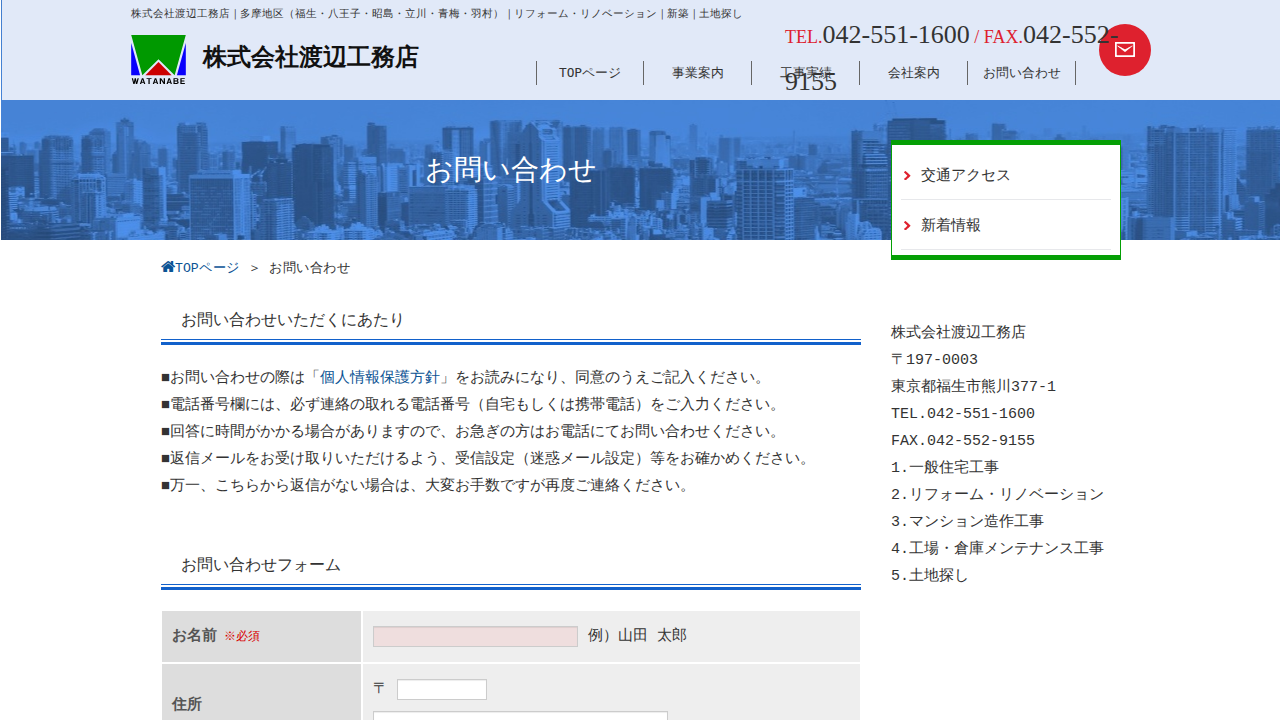 株式会社渡辺工務店｜多摩地区（福生・八王子・昭島・立川・青梅・羽村）｜リフォーム・リノベーション｜新築｜土地探し
WATANABE
株式会社渡辺工務店
TEL.042-551-1600 / FAX.042-552-
9155
TOPページ
事業案内
工事実績
会社案内
お問い合わせ
お問い合わせ
交通アクセス
新着情報
TOPページ ＞ お問い合わせ
お問い合わせいただくにあたり
■お問い合わせの際は「個人情報保護方針」をお読みになり、同意のうえご記入ください。
■電話番号欄には、必ず連絡の取れる電話番号（自宅もしくは携帯電話）をご入力ください。
■回答に時間がかかる場合がありますので、お急ぎの方はお電話にてお問い合わせください。
■返信メールをお受け取りいただけるよう、受信設定（迷惑メール設定）等をお確かめください。
■万一、こちらから返信がない場合は、大変お手数ですが再度ご連絡ください。
お問い合わせフォーム
お名前 ※必須
例）山田 太郎
住所
〒
株式会社渡辺工務店
〒197-0003
東京都福生市熊川377-1
TEL.042-551-1600
FAX.042-552-9155
1.一般住宅工事
2.リフォーム・リノベーション
3.マンション造作工事
4.工場・倉庫メンテナンス工事
5.土地探し